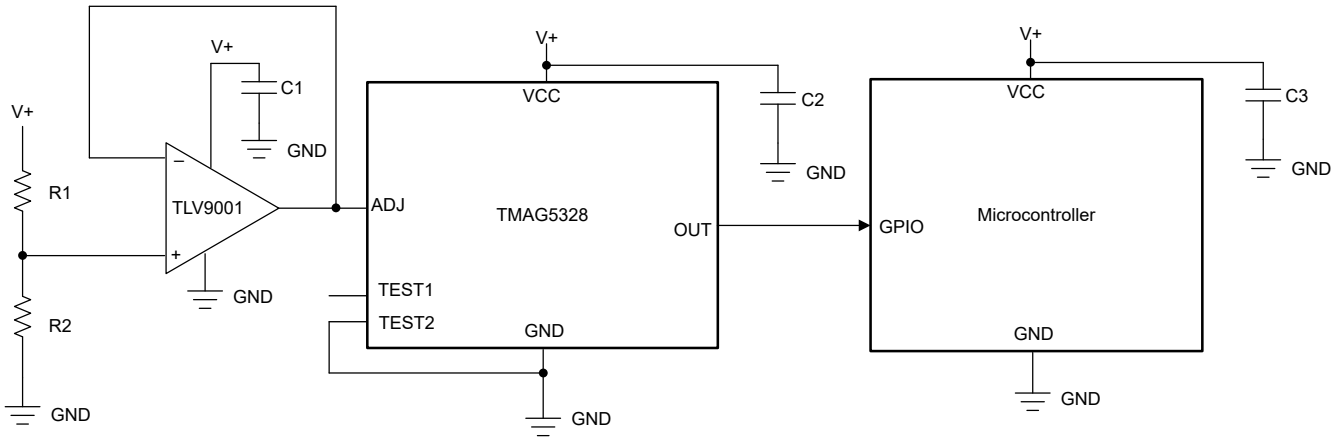 V+
R1
R2
GND
−
+
TLV9001
V+
C1
GND
GND
V+
VCC
C2
GND
ADJ
TMAG5328
OUT
TEST1
TEST2
GND
GND
V+
VCC
C3
GND
GPIO
Microcontroller
GND
GND